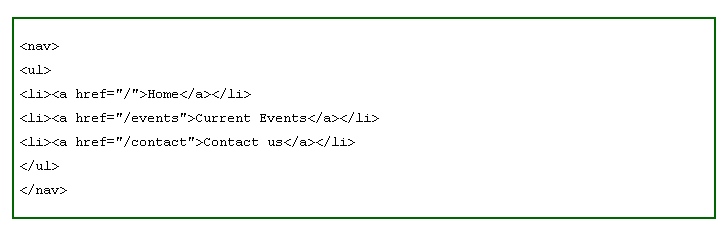 <nav>
<ul>
<li><a href="/">Home</a></li>
<li><a href="/events">Current Events</a></li>
<li><a href="/contact">Contact us</a></li>
</ul>
</nav>